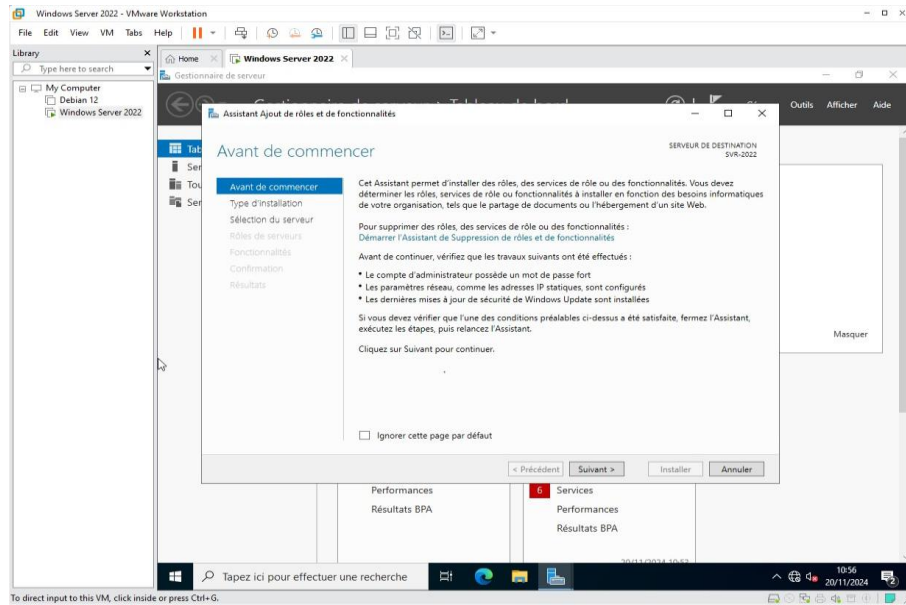 Windows Server 2022 - VMware Workstation
File Edit View VM Tabs Help
Library
Type here to search
My Computer
Debian 12
Windows Server 2022
Home
Windows Server 2022
Gestionnaire de serveur
Outils Afficher Aide
Assistant Ajout de rôles et de fonctionnalités
Avant de commencer
SERVEUR DE DESTINATION
SVR-2022
Tab
Ser
Tou
Ser
Avant de commencer
Type d'installation
Sélection du serveur
Rôles de serveurs
Fonctionnalités
Confirmation
Résultats
Cet Assistant permet d'installer des rôles, des services de rôle ou des fonctionnalités. Vous devez
déterminer les rôles, services de rôle ou fonctionnalités à installer en fonction des besoins informatiques
de votre organisation, tels que le partage de documents ou l'hébergement d'un site Web.
Pour supprimer des rôles, des services de rôle ou des fonctionnalités :
Démarrer l'Assistant de Suppression de rôles et de fonctionnalités
Avant de continuer, vérifiez que les travaux suivants ont été effectués :
• Le compte d'administrateur possède un mot de passe fort
• Les paramètres réseau, comme les adresses IP statiques, sont configurés
• Les dernières mises à jour de sécurité de Windows Update sont installées
Si vous devez vérifier que l'une des conditions préalables ci-dessus a été satisfaite, fermez l'Assistant,
exécutez les étapes, puis relancez l'Assistant.
Cliquez sur Suivant pour continuer.
Ignorer cette page par défaut
< Précédent Suivant > Installer Annuler
Masquer
Performances
Résultats BPA
6 Services
Performances
Résultats BPA
20/11/2024 10:53
Tapez ici pour effectuer une recherche
10:56
20/11/2024
2
To direct input to this VM, click inside or press Ctrl+G.